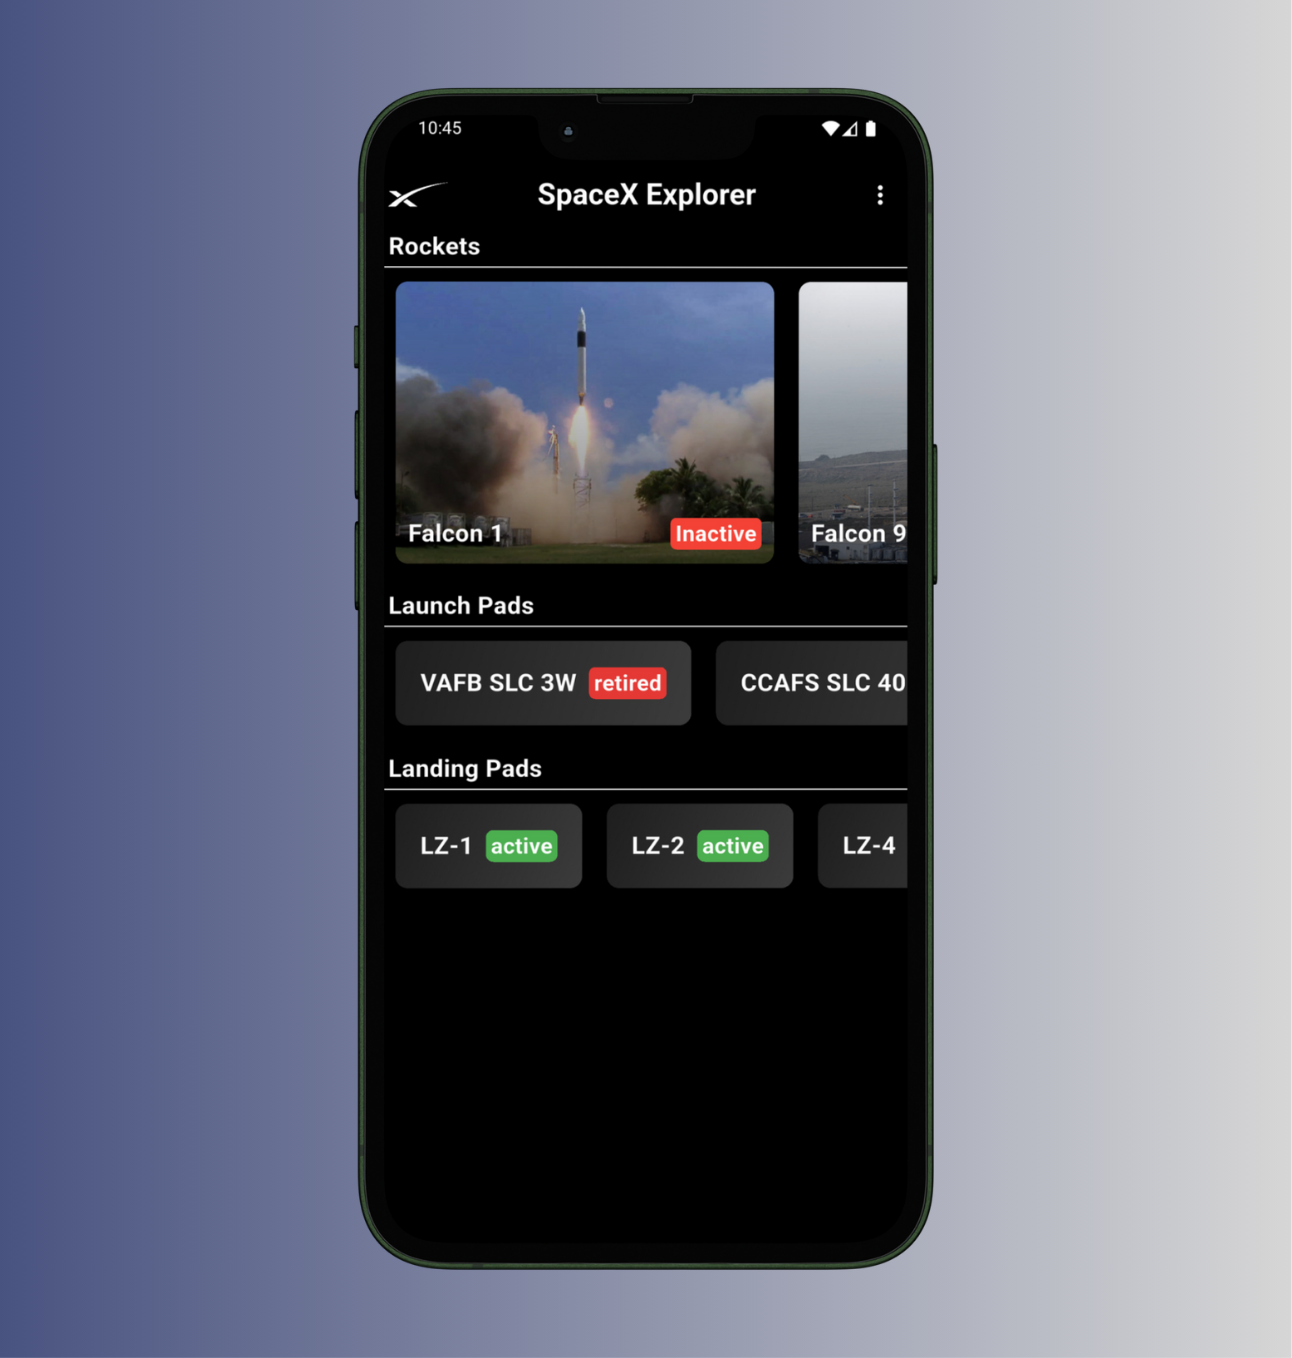 10:45
SpaceX Explorer
Rockets
Falcon 1
Inactive
Falcon 9
Launch Pads
VAFB SLC 3W retired
CCAFS SLC 40
Landing Pads
LZ-1 active
LZ-2 active
LZ-4